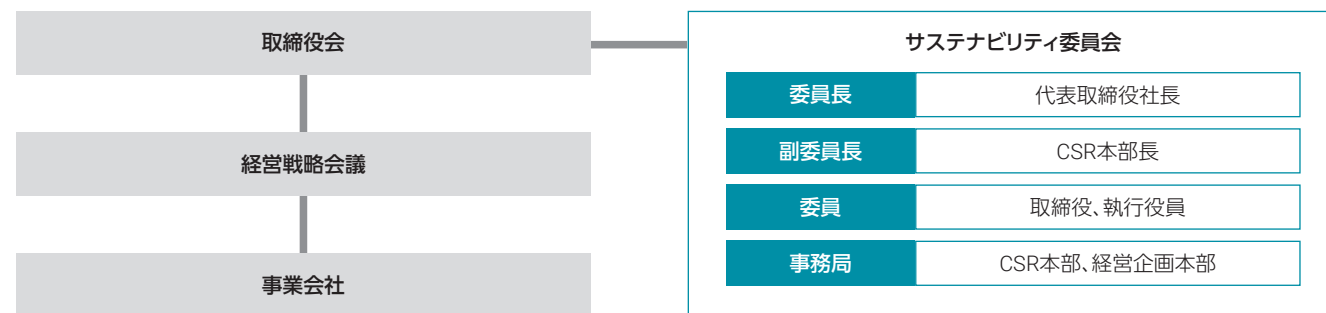 取締役会
経営戦略会議
事業会社
サステナビリティ委員会
委員長 代表取締役社長
副委員長 CSR本部長
委員 取締役、執行役員
事務局 CSR本部、経営企画本部